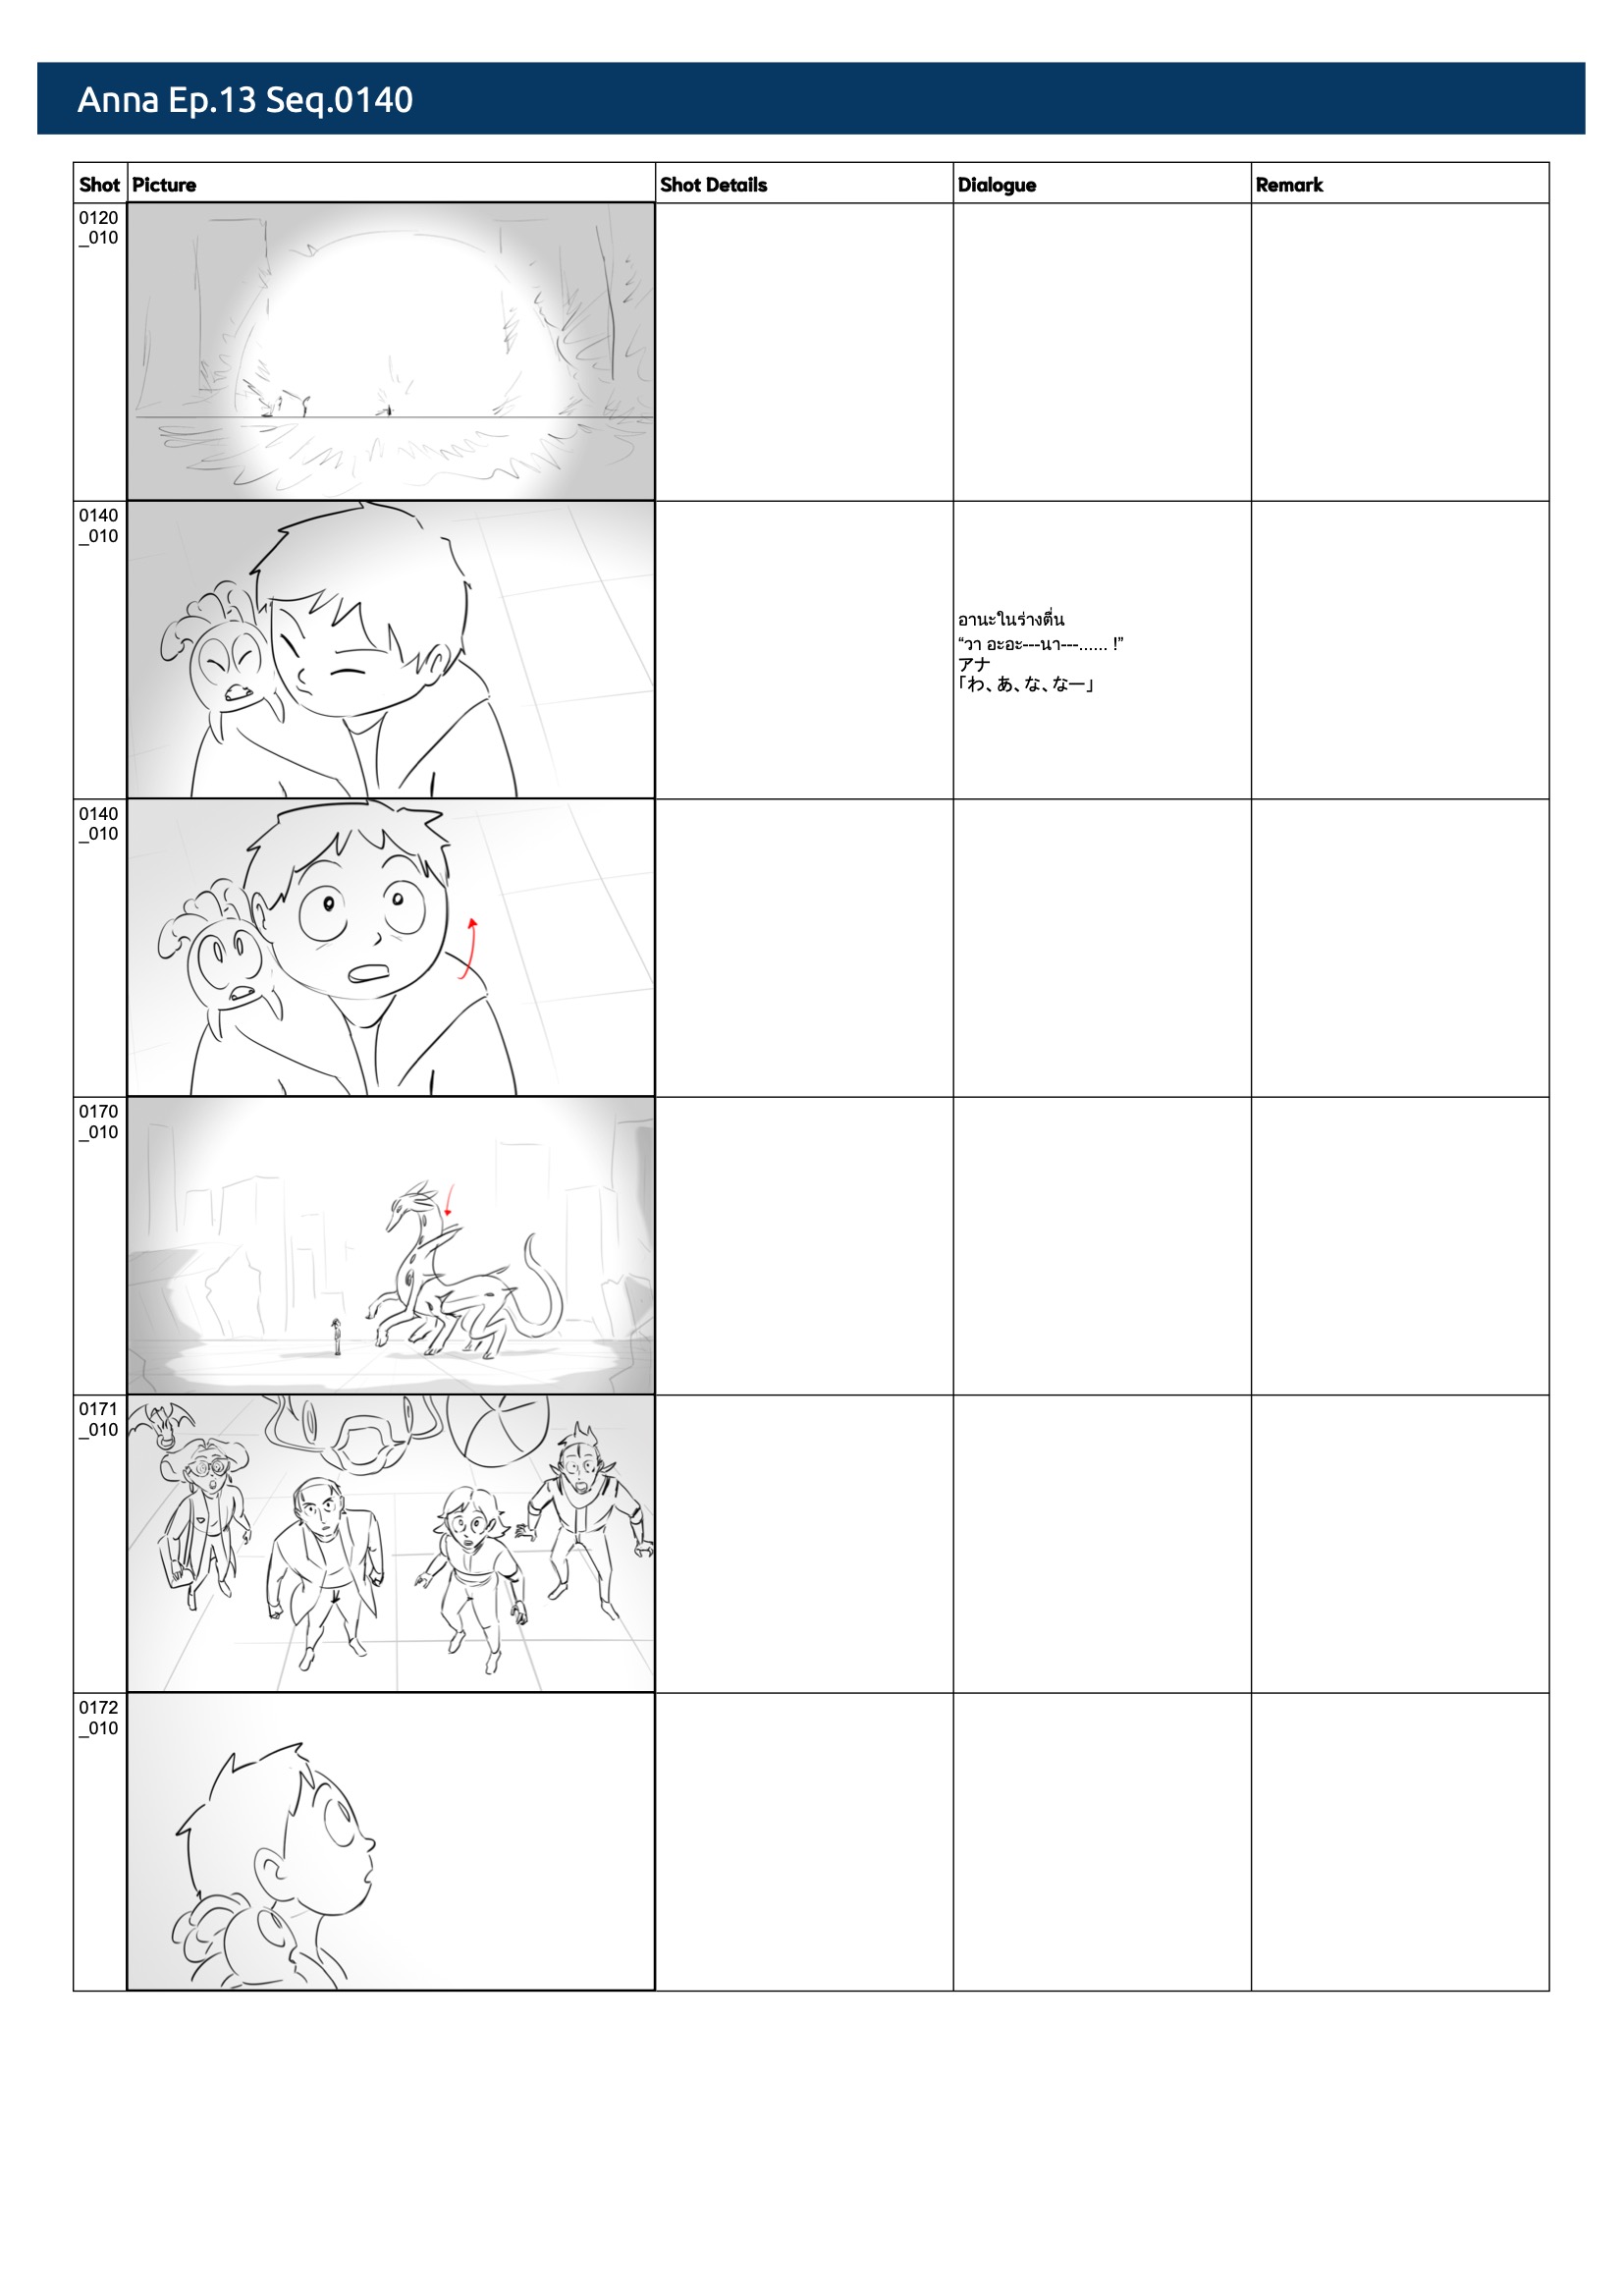 Anna Ep.13 Seq.0140
Shot Picture Shot Details Dialogue Remark
0120
_010
0140
_010
อานะในร่างตื่น
“วา อะอะ---นา---...... !”
アナ
「わ、あ、な、なー」
0140
_010
0170
_010
0171
_010
0172
_010